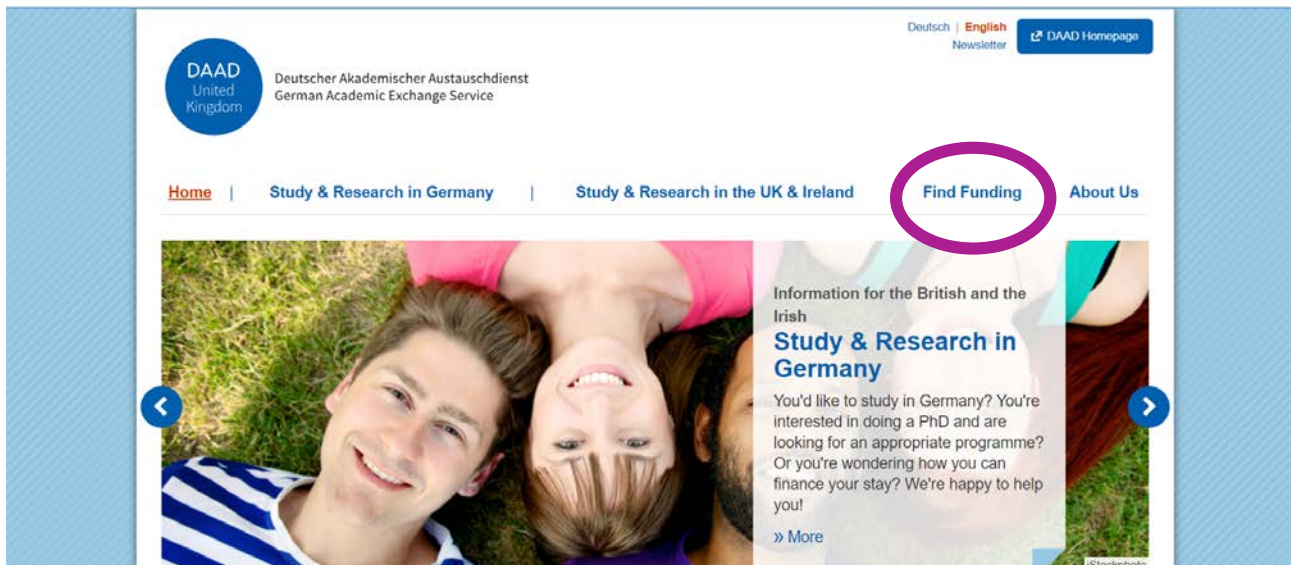 Deutsch | English
Newsletter
DAAD Homepage
DAAD
United
Kingdom
Deutscher Akademischer Austauschdienst
German Academic Exchange Service
Home | Study & Research in Germany | Study & Research in the UK & Ireland Find Funding About Us
Information for the British and the
Irish
Study & Research in
Germany
You'd like to study in Germany? You're
interested in doing a PhD and are
looking for an appropriate programme?
Or you're wondering how you can
finance your stay? We're happy to help
you!
» More
iStockphoto